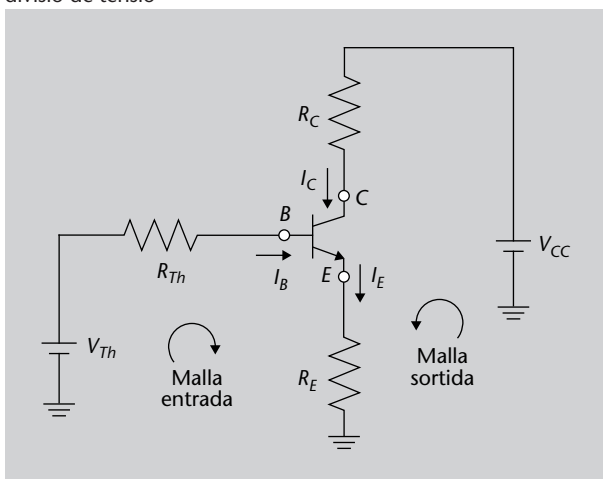 divisió de tensió
R_C
I_C
C
B
R_Th
I_B
E
I_E
V_CC
V_Th
Malla
entrada
R_E
Malla
sortida